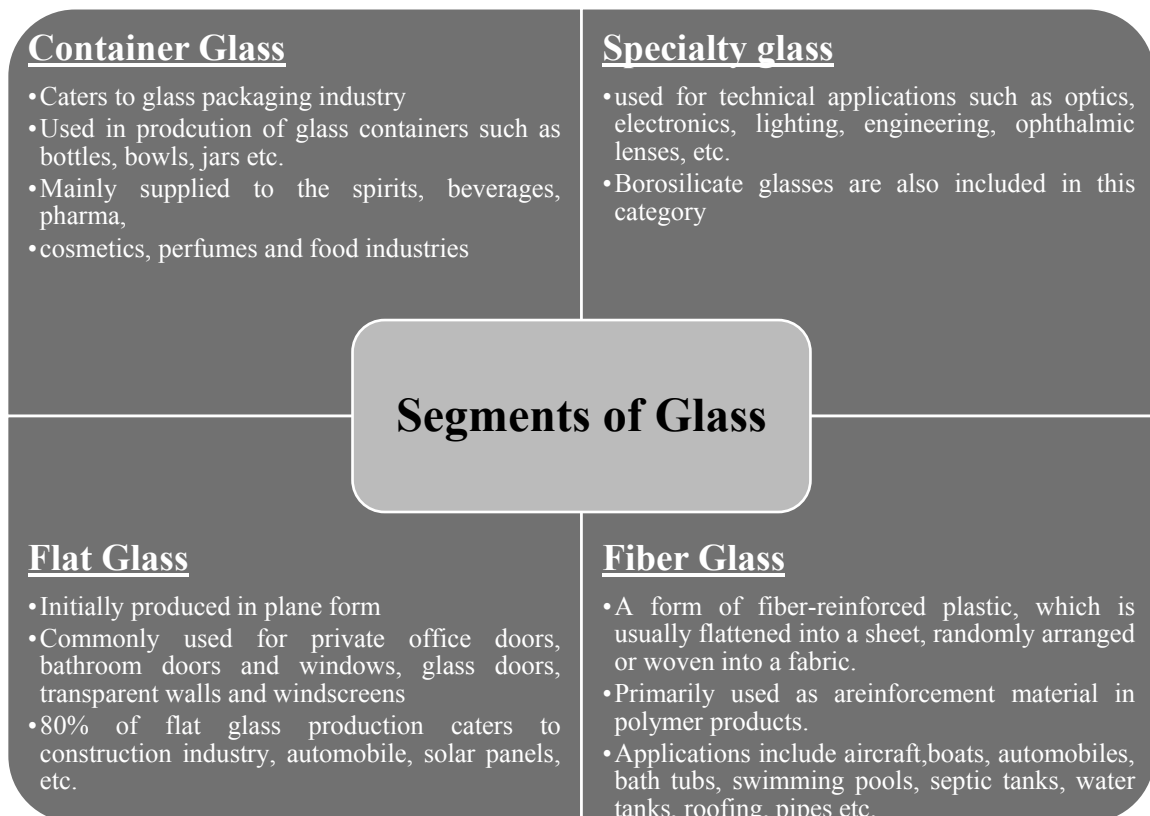 Container Glass
•Caters to glass packaging industry
•Used in prodcution of glass containers such as
bottles, bowls, jars etc.
•Mainly supplied to the spirits, beverages,
pharma,
•cosmetics, perfumes and food industries
Specialty glass
•used for technical applications such as optics,
electronics, lighting, engineering, ophthalmic
lenses, etc.
•Borosilicate glasses are also included in this
category
Segments of Glass
Flat Glass
•Initially produced in plane form
•Commonly used for private office doors,
bathroom doors and windows, glass doors,
transparent walls and windscreens
•80% of flat glass production caters to
construction industry, automobile, solar panels,
etc.
Fiber Glass
•A form of fiber-reinforced plastic, which is
usually flattened into a sheet, randomly arranged
or woven into a fabric.
•Primarily used as areinforcement material in
polymer products.
•Applications include aircraft,boats, automobiles,
bath tubs, swimming pools, septic tanks, water
tanks, roofing, pipes etc.